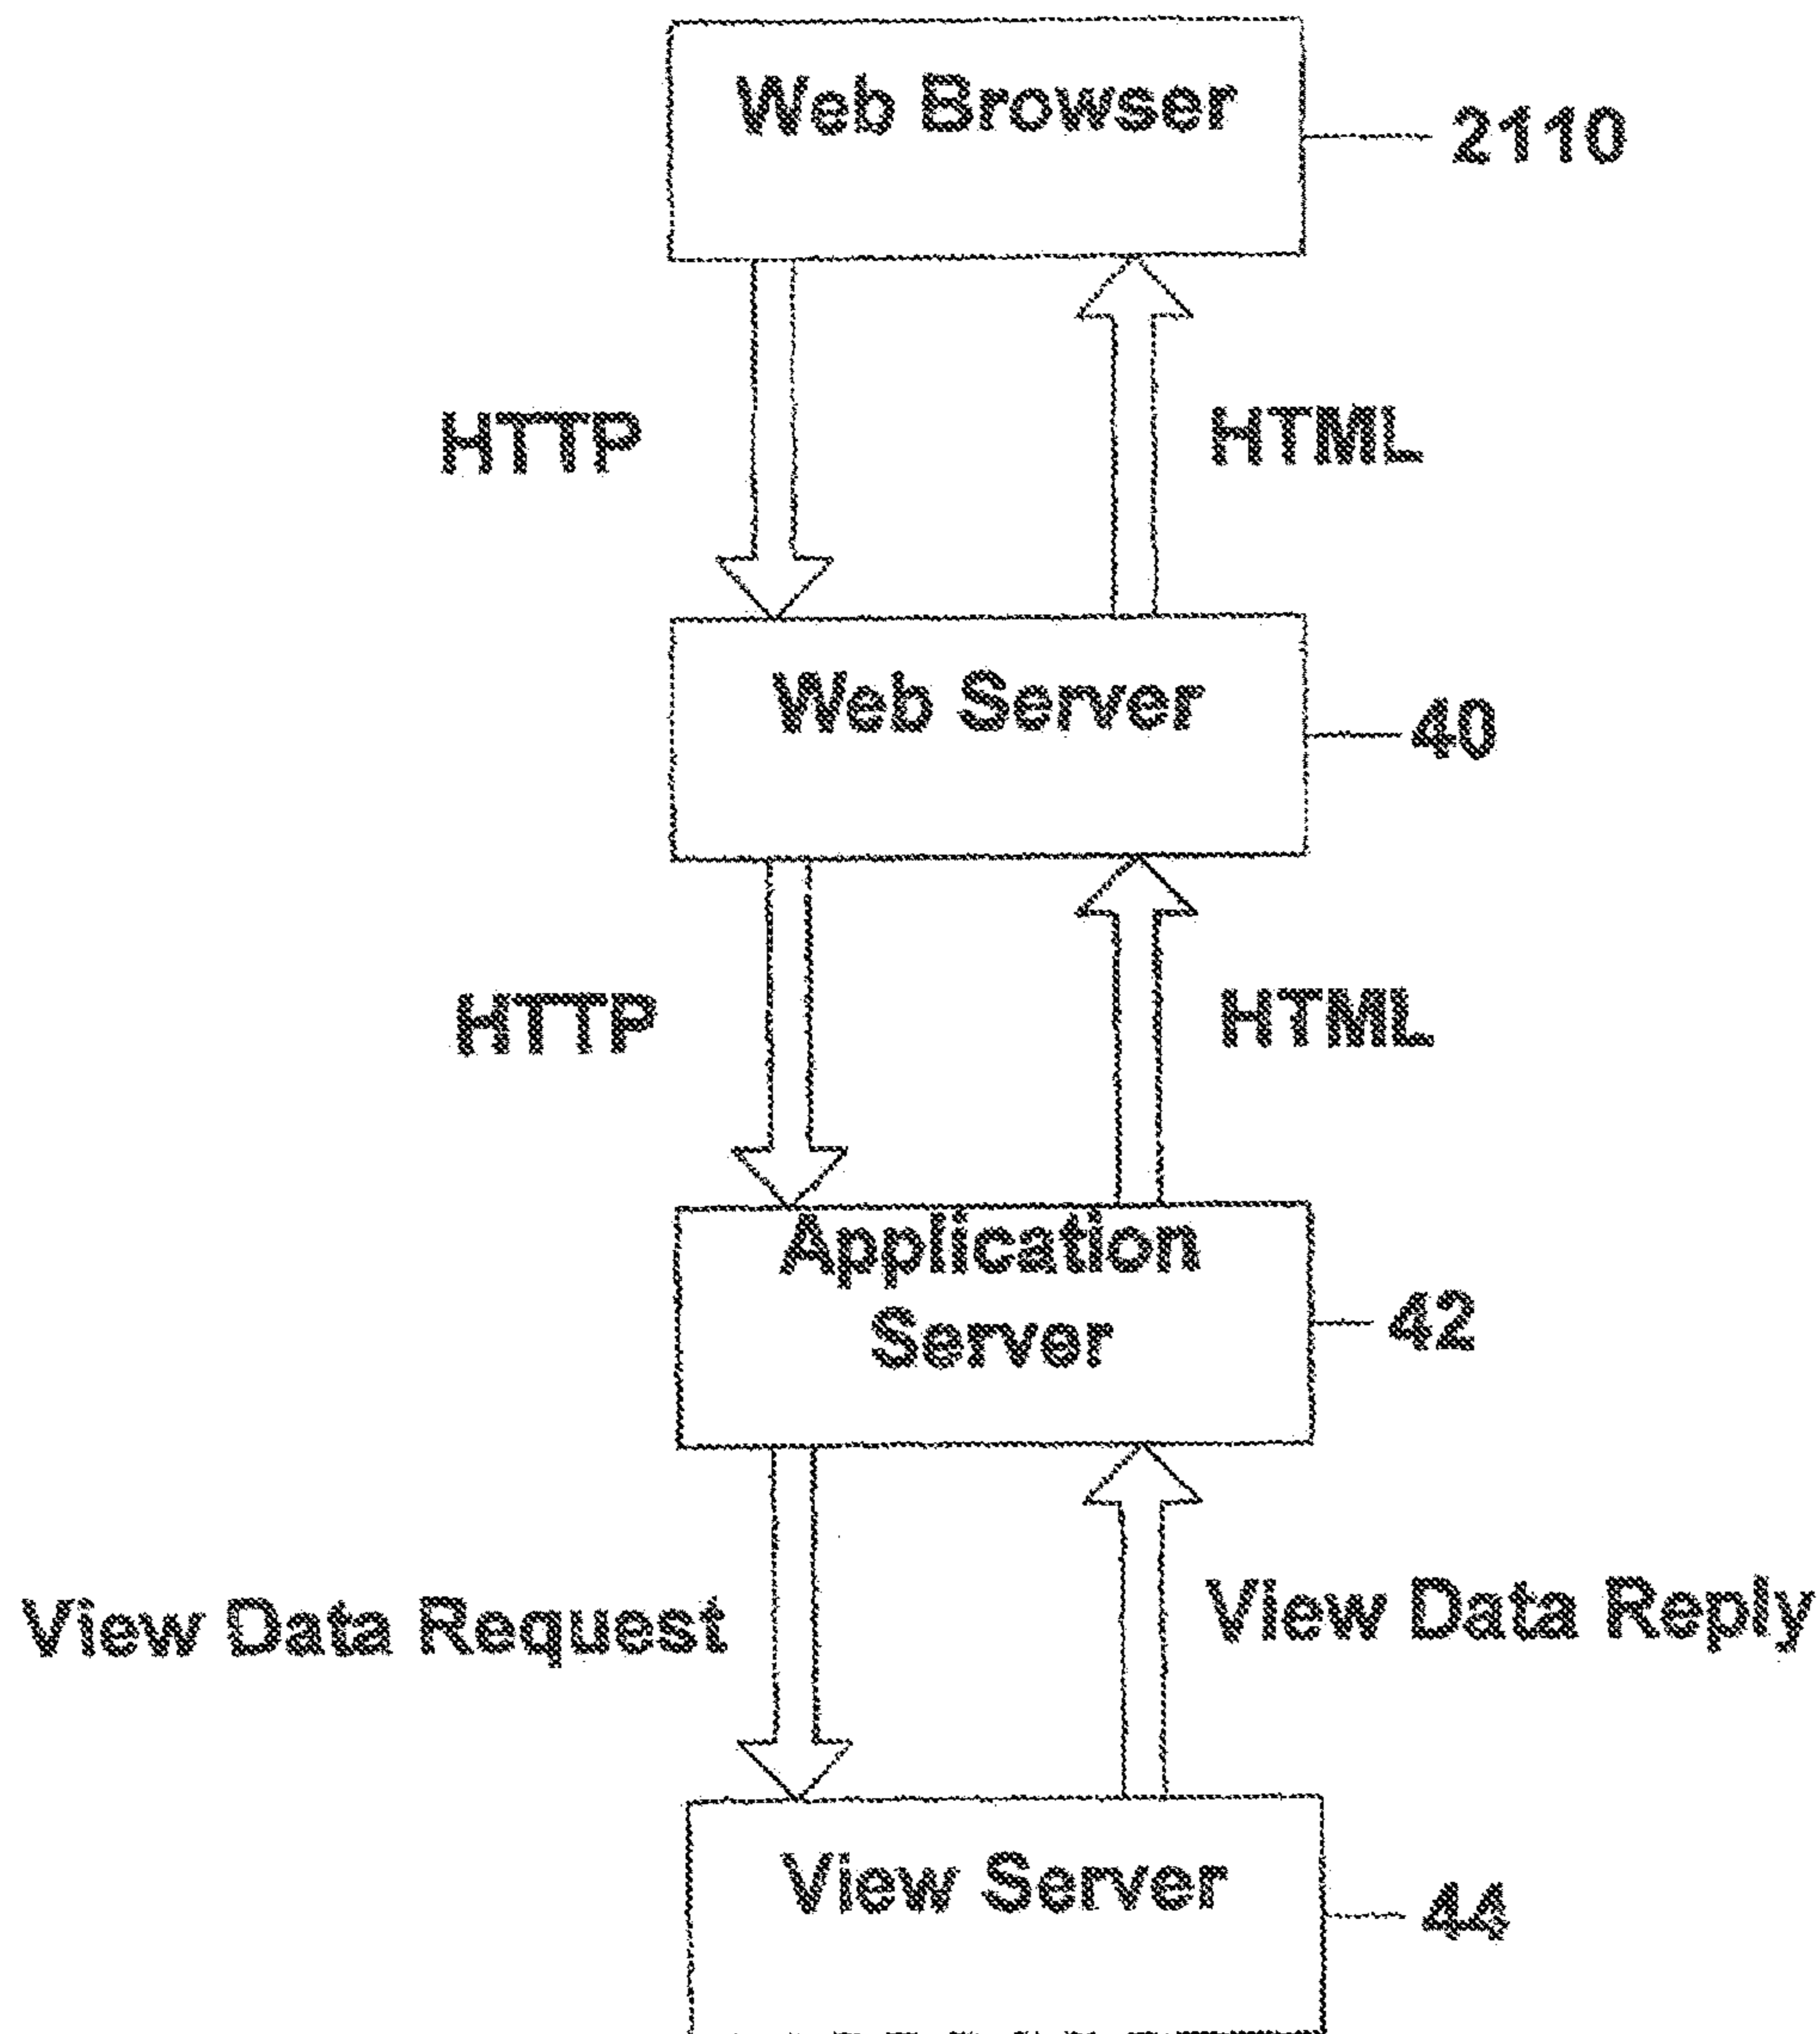 Web Browser
2110
HTTP
HTML
Web Server
40
HTTP
HTML
Application
Server
42
View Data Request
View Data Reply
View Server
44